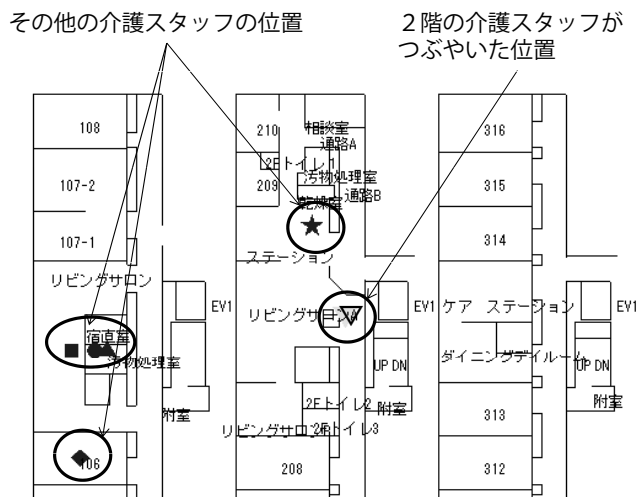 その他の介護スタッフの位置
２階の介護スタッフが
つぶやいた位置
108
107-2
107-1
リビングサロン
宿直室
汚物処理室
106
EV1
附室
210
相談室
通路A
2Eトイレ1
汚物処理室
209
通路B
乾燥室
ステーション
リビングサロンA
EV1
UP DN
2Fトイレ2
附室
2Fトイレ3
リビングサロンB
208
316
315
314
ケア ステーション
EV1
ダイニングデイルーム
UP DN
附室
313
312